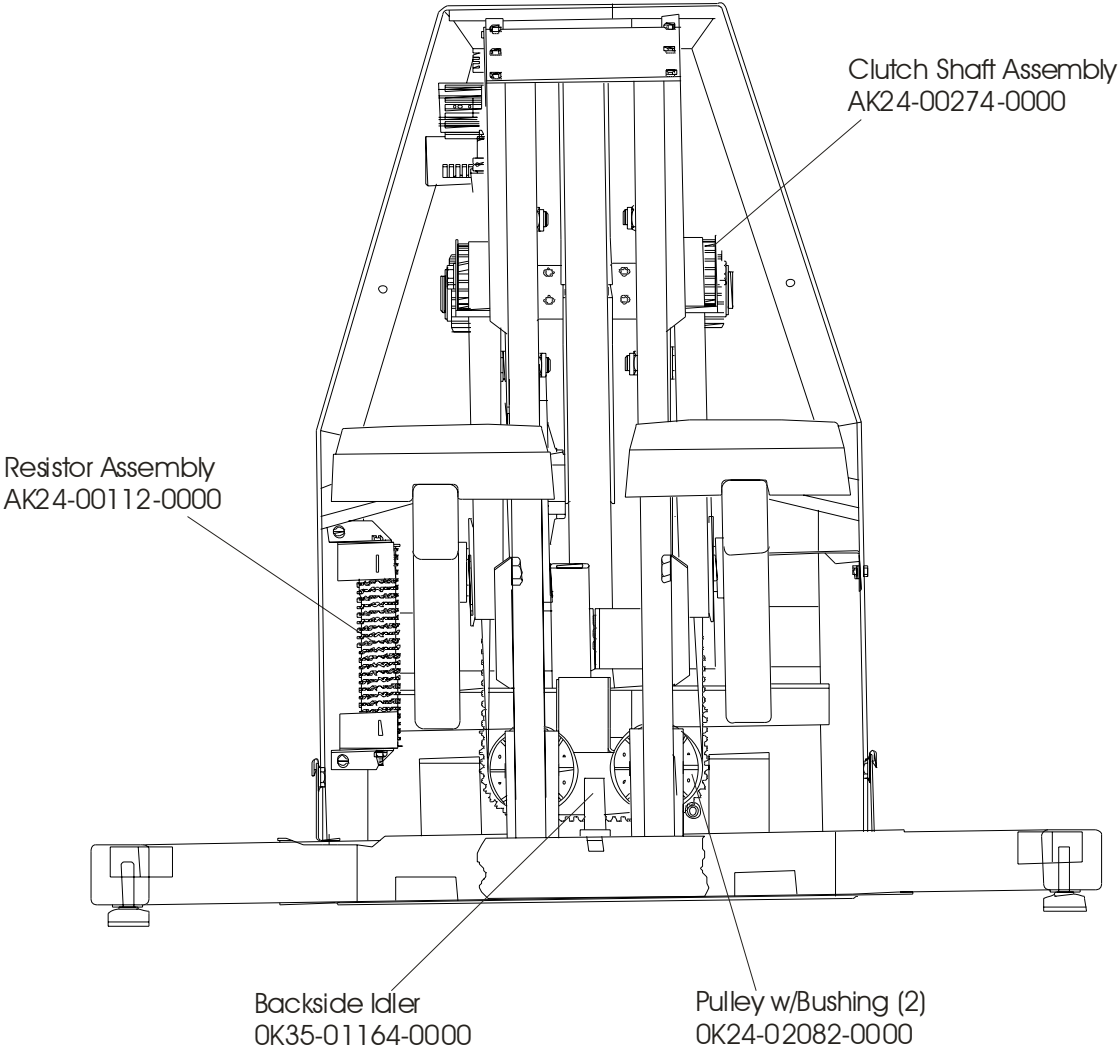 Clutch Shaft Assembly
AK24-00274-0000
Resistor Assembly
AK24-00112-0000
Backside Idler
0K35-01164-0000
Pulley w/Bushing (2)
0K24-02082-0000